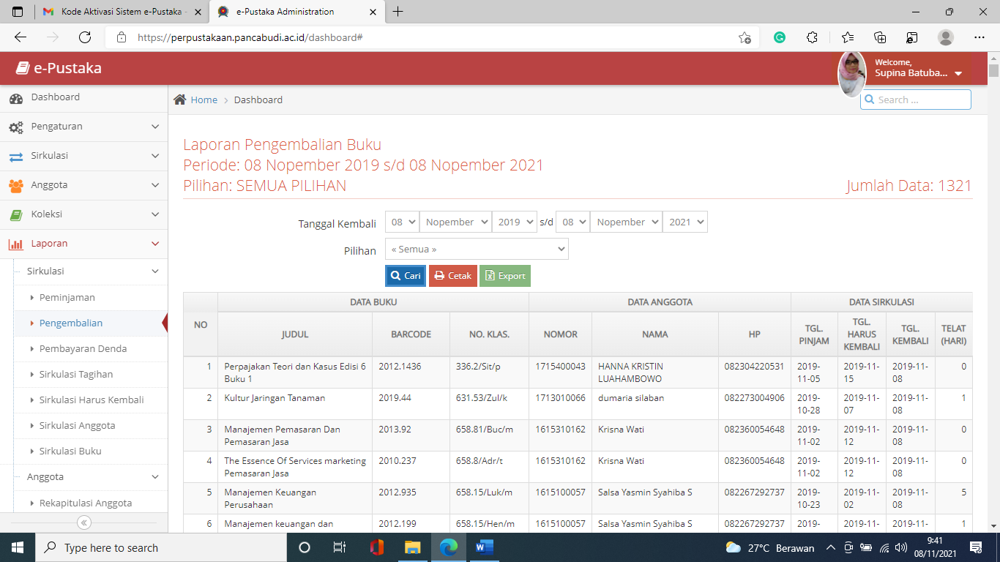 Kode Aktivasi Sistem e-Pustaka -
e-Pustaka Administration
https://perpustakaan.pancabudi.ac.id/dashboard#
e-Pustaka
Welcome,
Supina Batuba...
Dashboard
Pengaturan
Sirkulasi
Anggota
Koleksi
Laporan
Sirkulasi
Peminjaman
Pengembalian
Pembayaran Denda
Sirkulasi Tagihan
Sirkulasi Harus Kembali
Sirkulasi Anggota
Sirkulasi Buku
Anggota
Rekapitulasi Anggota
Home > Dashboard
Search ...
Laporan Pengembalian Buku
Periode: 08 Nopember 2019 s/d 08 Nopember 2021
Pilihan: SEMUA PILIHAN Jumlah Data: 1321
Tanggal Kembali 08 Nopember 2019 s/d 08 Nopember 2021
Pilihan « Semua »
Cari Cetak Export
NO DATA BUKU DATA ANGGOTA DATA SIRKULASI
JUDUL BARCODE NO. KLAS. NOMOR NAMA HP TGL. PINJAM TGL. HARUS KEMBALI TGL. KEMBALI TELAT (HARI)
1 Perpajakan Teori dan Kasus Edisi 6 2012.1436 336.2/Sit/p 1715400043 HANNA KRISTIN 082304220531 2019- 2019-11- 2019-11- 0
Buku 1 LUAHAMBOWO 11-05 15 08
2 Kultur Jaringan Tanaman 2019.44 631.53/Zul/k 1713010066 dumaria silaban 082273004906 2019- 2019-11- 2019-11- 1
10-28 07 08
3 Manajemen Pemasaran Dan 2013.92 658.81/Buc/m 1615310162 Krisna Wati 082360054648 2019- 2019-11- 2019-11- 0
Pemasaran Jasa 11-02 12 08
4 The Essence Of Services marketing 2010.237 658.8/Adr/t 1615310162 Krisna Wati 082360054648 2019- 2019-11- 2019-11- 0
Pemasaran Jasa 11-02 12 08
5 Manajemen Keuangan 2012.935 658.15/Luk/m 1615100057 Salsa Yasmin Syahiba S 082267292737 2019- 2019-11- 2019-11- 5
Perusahaan 10-23 02 08
6 Manajemen keuangan dan 2012.199 658.15/Hen/m 1615100057 Salsa Yasmin Syahiba S 082267292737 2019- 2019-11- 2019-11- 1
Type here to search
27°C Berawan
9:41
08/11/2021